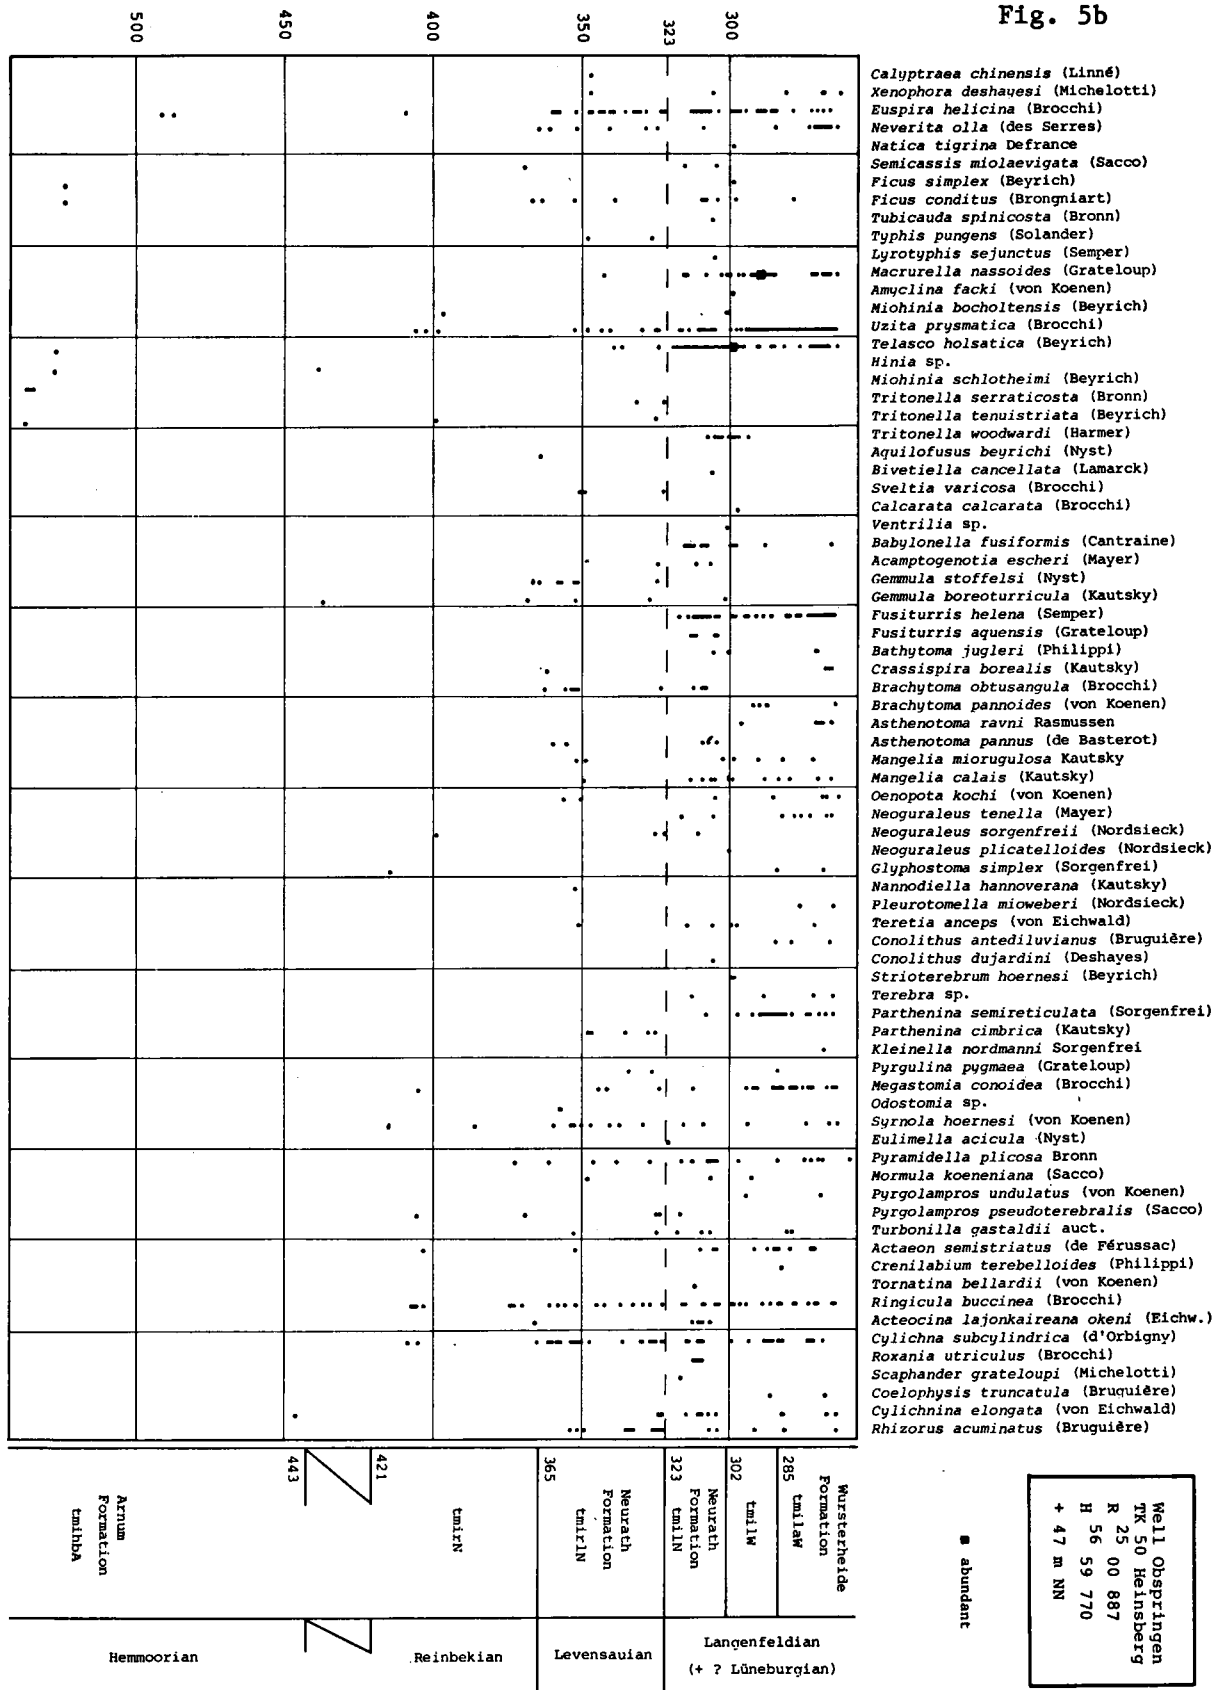 Fig. 5b
500
450
400
350
323
300
Calyptraea chinensis (Linné)
Xenophora deshayesi (Michelotti)
Euspira helicina (Brocchi)
Neverita olla (des Serres)
Natica tigrina Defrance
Semicassis miolaevigata (Sacco)
Ficus simplex (Beyrich)
Ficus conditus (Brongniart)
Tubicauda spinicosta (Bronn)
Typhis pungens (Solander)
Lyrotyphis sejunctus (Semper)
Macrurella nassoides (Grateloup)
Amyclina facki (von Koenen)
Miohinia bocholtensis (Beyrich)
Uzita prysmatica (Brocchi)
Telasco holsatica (Beyrich)
Hinia sp.
Miohinia schlotheimi (Beyrich)
Tritonella serraticosta (Bronn)
Tritonella tenuistriata (Beyrich)
Tritonella woodwardi (Harmer)
Aquilofusus beyrichi (Nyst)
Bivetiella cancellata (Lamarck)
Sveltia varicosa (Brocchi)
Calcarata calcarata (Brocchi)
Ventrilia sp.
Babylonella fusiformis (Cantraine)
Acamptogenotia escheri (Mayer)
Gemmula stoffelsi (Nyst)
Gemmula boreoturricula (Kautsky)
Fusiturris helena (Semper)
Fusiturris aquensis (Grateloup)
Bathytoma jugleri (Philippi)
Crassispira borealis (Kautsky)
Brachytoma obtusangula (Brocchi)
Brachytoma pannoides (von Koenen)
Asthenotoma ravni Rasmussen
Asthenotoma pannus (de Basterot)
Mangelia miorugulosa Kautsky
Mangelia calais (Kautsky)
Oenopota kochi (von Koenen)
Neoguraleus tenella (Mayer)
Neoguraleus sorgenfreii (Nordsieck)
Neoguraleus plicatelloides (Nordsieck)
Glyphostoma simplex (Sorgenfrei)
Nannodiella hannoverana (Kautsky)
Pleurotomella mioweberi (Nordsieck)
Teretia anceps (von Eichwald)
Conolithus antediluvianus (Bruguière)
Conolithus dujardini (Deshayes)
Strioterebrum hoernesi (Beyrich)
Terebra sp.
Parthenina semireticulata (Sorgenfrei)
Parthenina cimbrica (Kautsky)
Kleinella nordmanni Sorgenfrei
Pyrgulina pygmaea (Grateloup)
Megastomia conoidea (Brocchi)
Odostomia sp.
Syrnola hoernesi (von Koenen)
Eulimella acicula (Nyst)
Pyramidella plicosa Bronn
Mormula koeneniana (Sacco)
Pyrgolampros undulatus (von Koenen)
Pyrgolampros pseudoterebralis (Sacco)
Turbonilla gastaldii auct.
Actaeon semistriatus (de Férussac)
Crenilabium terebelloides (Philippi)
Tornatina bellardii (von Koenen)
Ringicula buccinea (Brocchi)
Acteocina lajonkaireana okeni (Eichw.)
Cylichna subcylindrica (d'Orbigny)
Roxania utriculus (Brocchi)
Scaphander grateloupi (Michelotti)
Coelophysis truncatula (Bruguière)
Cylichnina elongata (von Eichwald)
Rhizorus acuminatus (Bruguière)
Arnum
Formation
tmihbA
443
421
tmirN
365
Neurath
Formation
tmirlN
323
Neurath
Formation
tmilN
302
tmilW
285
Wursterheide
Formation
tmilaW
Hemmoorian
Reinbekian
Levensauian
Langenfeldian
(+ ? Lüneburgian)
■ abundant
Well Obspringen
TK 50 Heinsberg
R 25 00 887
H 56 59 770
+ 47 m NN